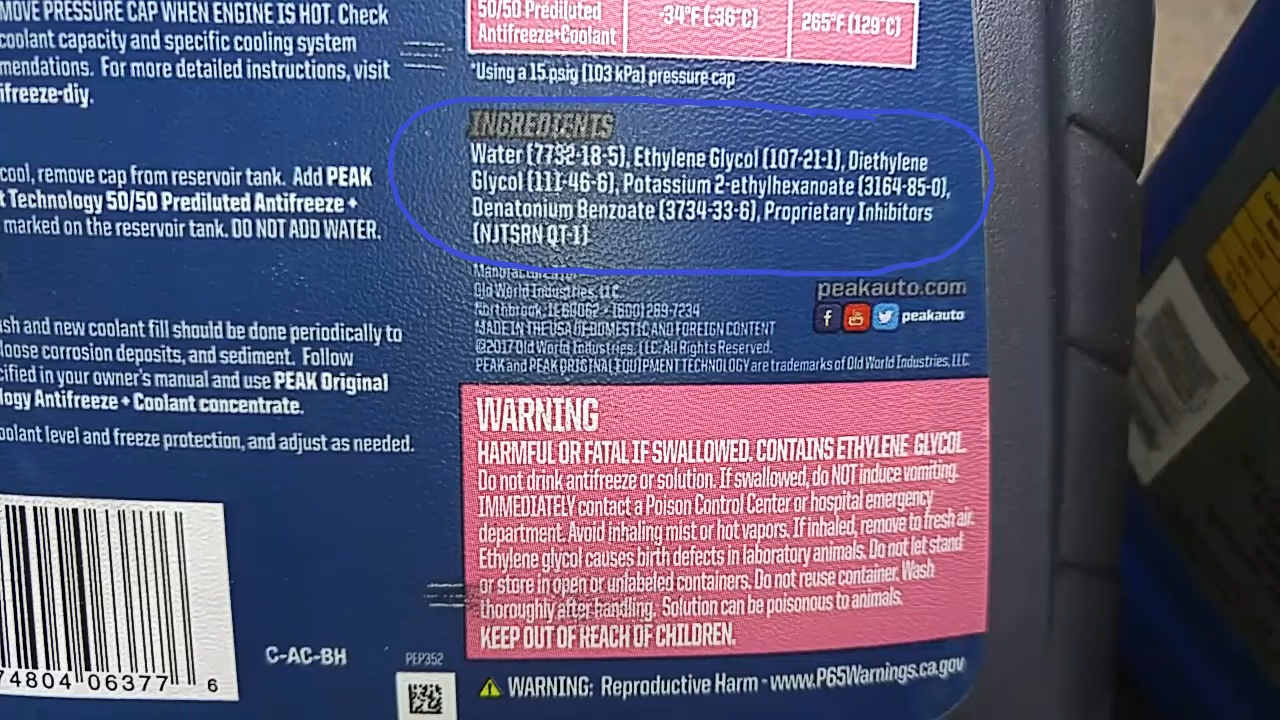 MOVE PRESSURE CAP WHEN ENGINE IS HOT. Check
coolant capacity and specific cooling system
mendations. For more detailed instructions, visit
ifreeze-diy.
cool, remove cap from reservoir tank. Add PEAK
t Technology 50/50 Prediluted Antifreeze +
marked on the reservoir tank. DO NOT ADD WATER.
ush and new coolant fill should be done periodically to
loose corrosion deposits, and sediment. Follow
cified in your owner's manual and use PEAK Original
logy Antifreeze + Coolant concentrate.
oolant level and freeze protection, and adjust as needed.
74804 06377 6
C-AC-BH
PEP352
50/50 Prediluted
Antifreeze+Coolant
-34°F (-36°C)
265°F (129°C)
*Using a 15 psig (103 kPa) pressure cap
INGREDIENTS
Water (7732-18-5), Ethylene Glycol (107-21-1), Diethylene
Glycol (111-46-6), Potassium 2-ethylhexanoate (3164-85-0),
Denatonium Benzoate (3734-33-6), Proprietary Inhibitors
(NJTSRN QT-1)
Old World Industries, LLC
Northbrook, IL 60062 • (800) 289-7234
MADE IN THE USA OF DOMESTIC AND FOREIGN CONTENT
©2017 Old World Industries, LLC. All Rights Reserved.
PEAK and PEAK ORIGINAL EQUIPMENT TECHNOLOGY are trademarks of Old World Industries, LLC.
peakauto.com
f You Tube peakauto
WARNING
HARMFUL OR FATAL IF SWALLOWED. CONTAINS ETHYLENE GLYCOL.
Do not drink antifreeze or solution. If swallowed, do NOT induce vomiting.
IMMEDIATELY contact a Poison Control Center or hospital emergency
department. Avoid inhaling mist or hot vapors. If inhaled, remove to fresh air.
Ethylene glycol causes birth defects in laboratory animals. Do not let stand
or store in open or unlabeled containers. Do not reuse container. Wash
thoroughly after handling. Solution can be poisonous to animals.
KEEP OUT OF REACH OF CHILDREN.
WARNING: Reproductive Harm - www.P65Warnings.ca.gov